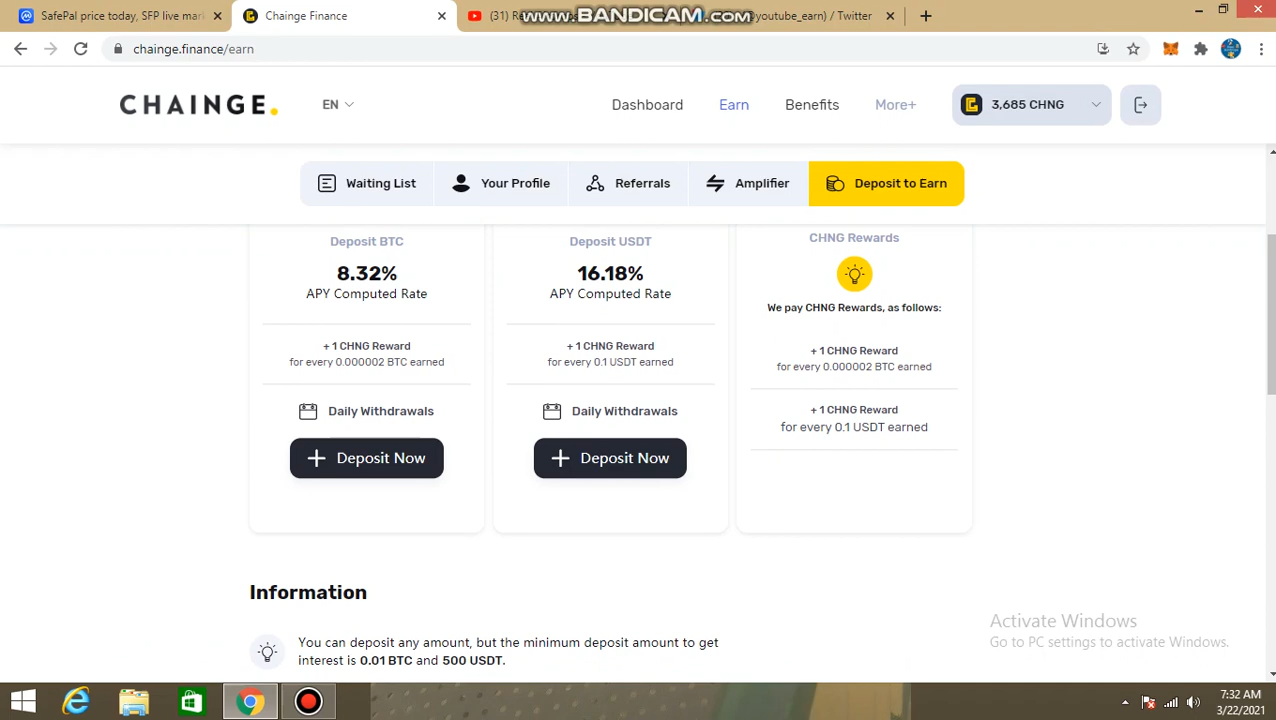 SafePal price today, SFP live mark
Chainge Finance
(31) R
www.BANDICAM.com
youtube_earn) / Twitter
chainge.finance/earn
CHAINGE.
EN
Dashboard
Earn
Benefits
More+
3,685 CHNG
Waiting List
Your Profile
Referrals
Amplifier
Deposit to Earn
Deposit BTC
8.32%
APY Computed Rate
+ 1 CHNG Reward
for every 0.000002 BTC earned
Daily Withdrawals
Deposit Now
Deposit USDT
16.18%
APY Computed Rate
+ 1 CHNG Reward
for every 0.1 USDT earned
Daily Withdrawals
Deposit Now
CHNG Rewards
We pay CHNG Rewards, as follows:
+ 1 CHNG Reward
for every 0.000002 BTC earned
+ 1 CHNG Reward
for every 0.1 USDT earned
Information
You can deposit any amount, but the minimum deposit amount to get
interest is 0.01 BTC and 500 USDT.
Activate Windows
Go to PC settings to activate Windows.
7:32 AM
3/22/2021